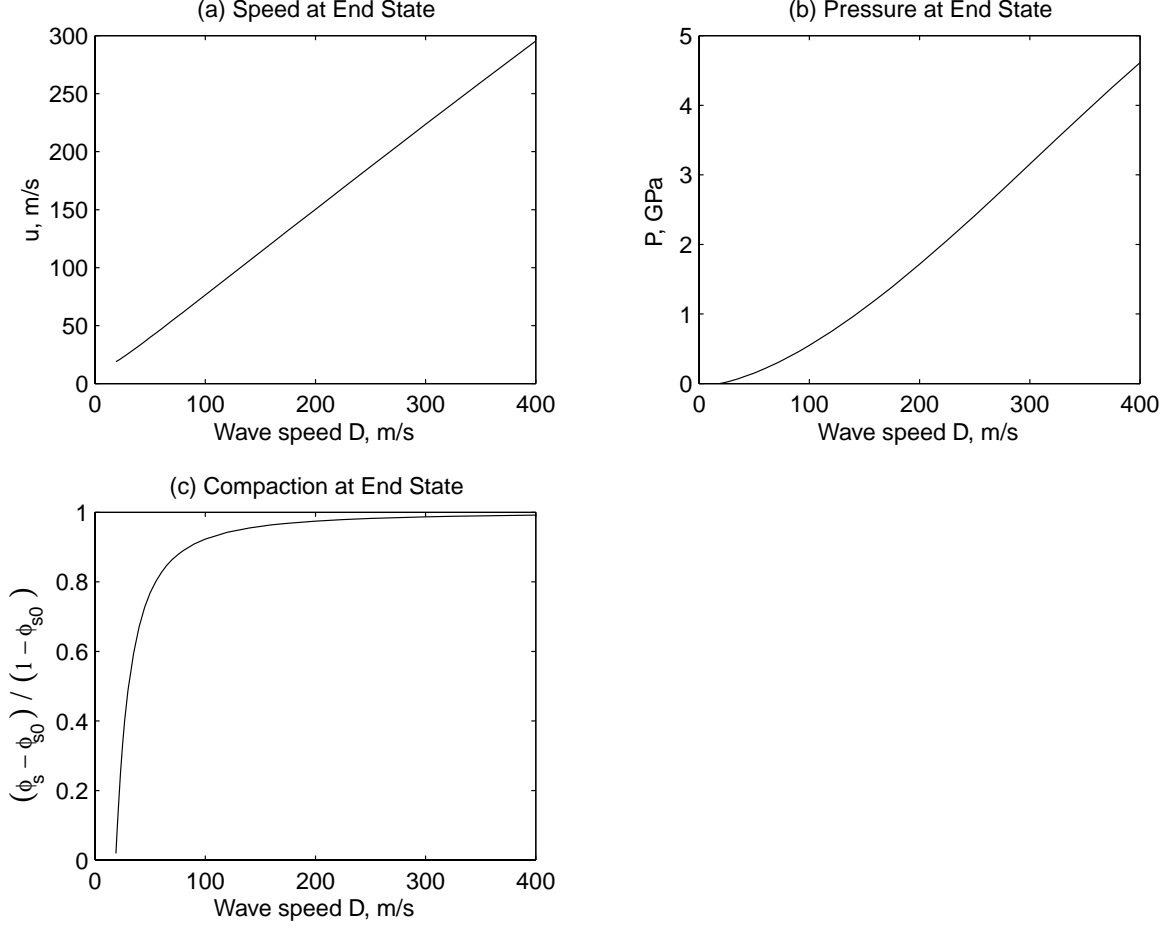 (a) Speed at End State
300
250
200
150
100
50
0
u, m/s
0 100 200 300 400
Wave speed D, m/s
(b) Pressure at End State
5
4
3
2
1
0
P, GPa
0 100 200 300 400
Wave speed D, m/s
(c) Compaction at End State
1
0.8
0.6
0.4
0.2
0
(ϕs − ϕs0) / (1 − ϕs0)
0 100 200 300 400
Wave speed D, m/s